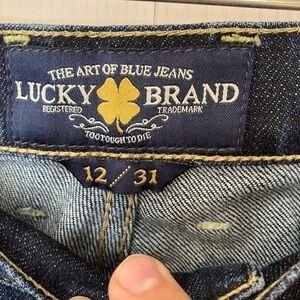 THE ART OF BLUE JEANS
LUCKY BRAND
REGISTERED TRADEMARK
TOO TOUGH TO DIE
12 / 31